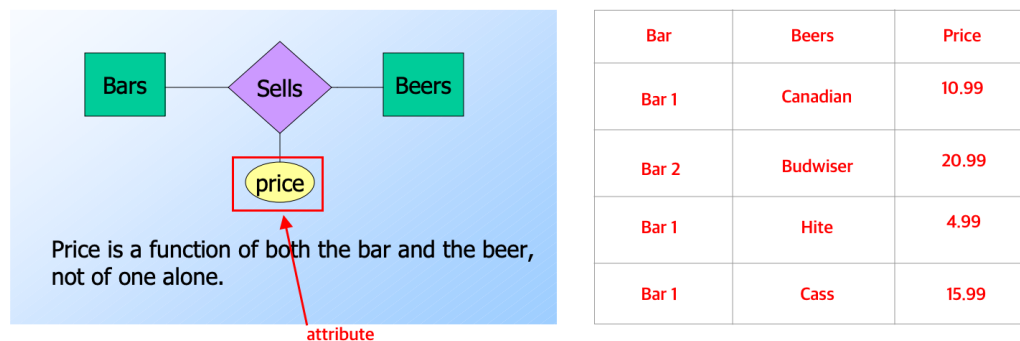 Bars
Sells
Beers
price
Price is a function of both the bar and the beer,
not of one alone.
attribute
Bar Beers Price
Bar 1 Canadian 10.99
Bar 2 Budwiser 20.99
Bar 1 Hite 4.99
Bar 1 Cass 15.99